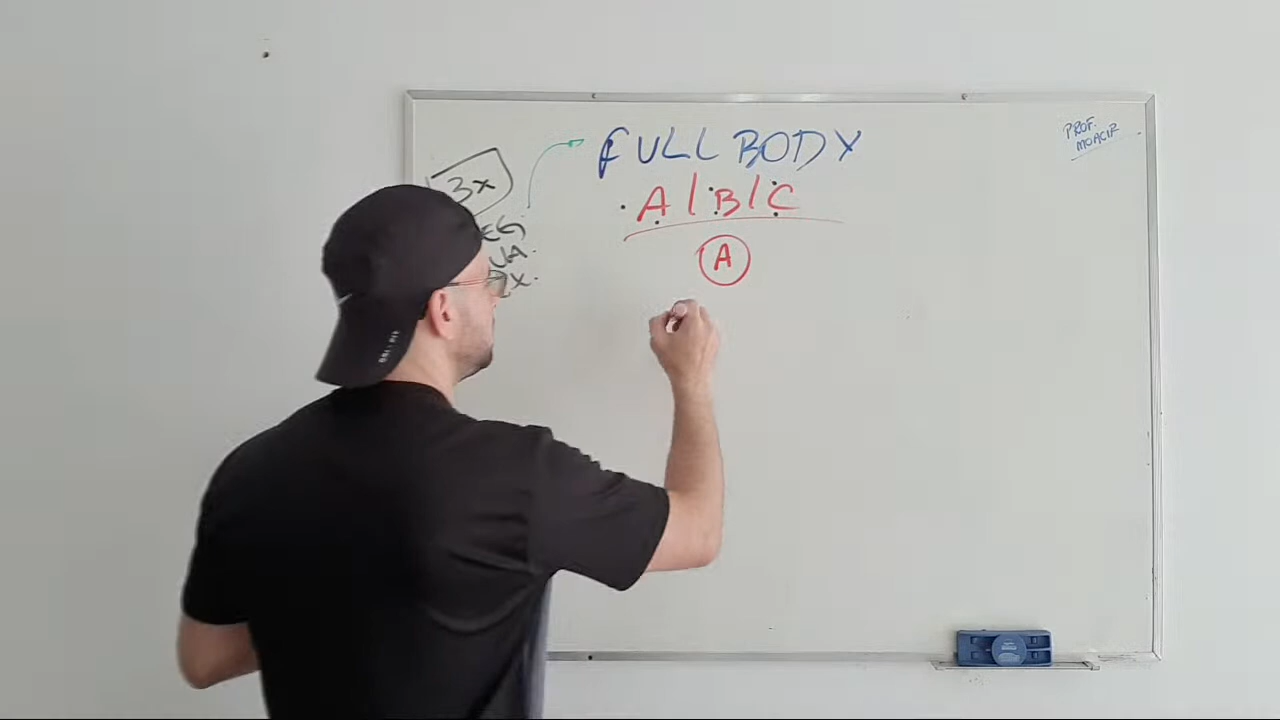 FULL BODY
A | B | C
A
3x
PROF.
MOACIR